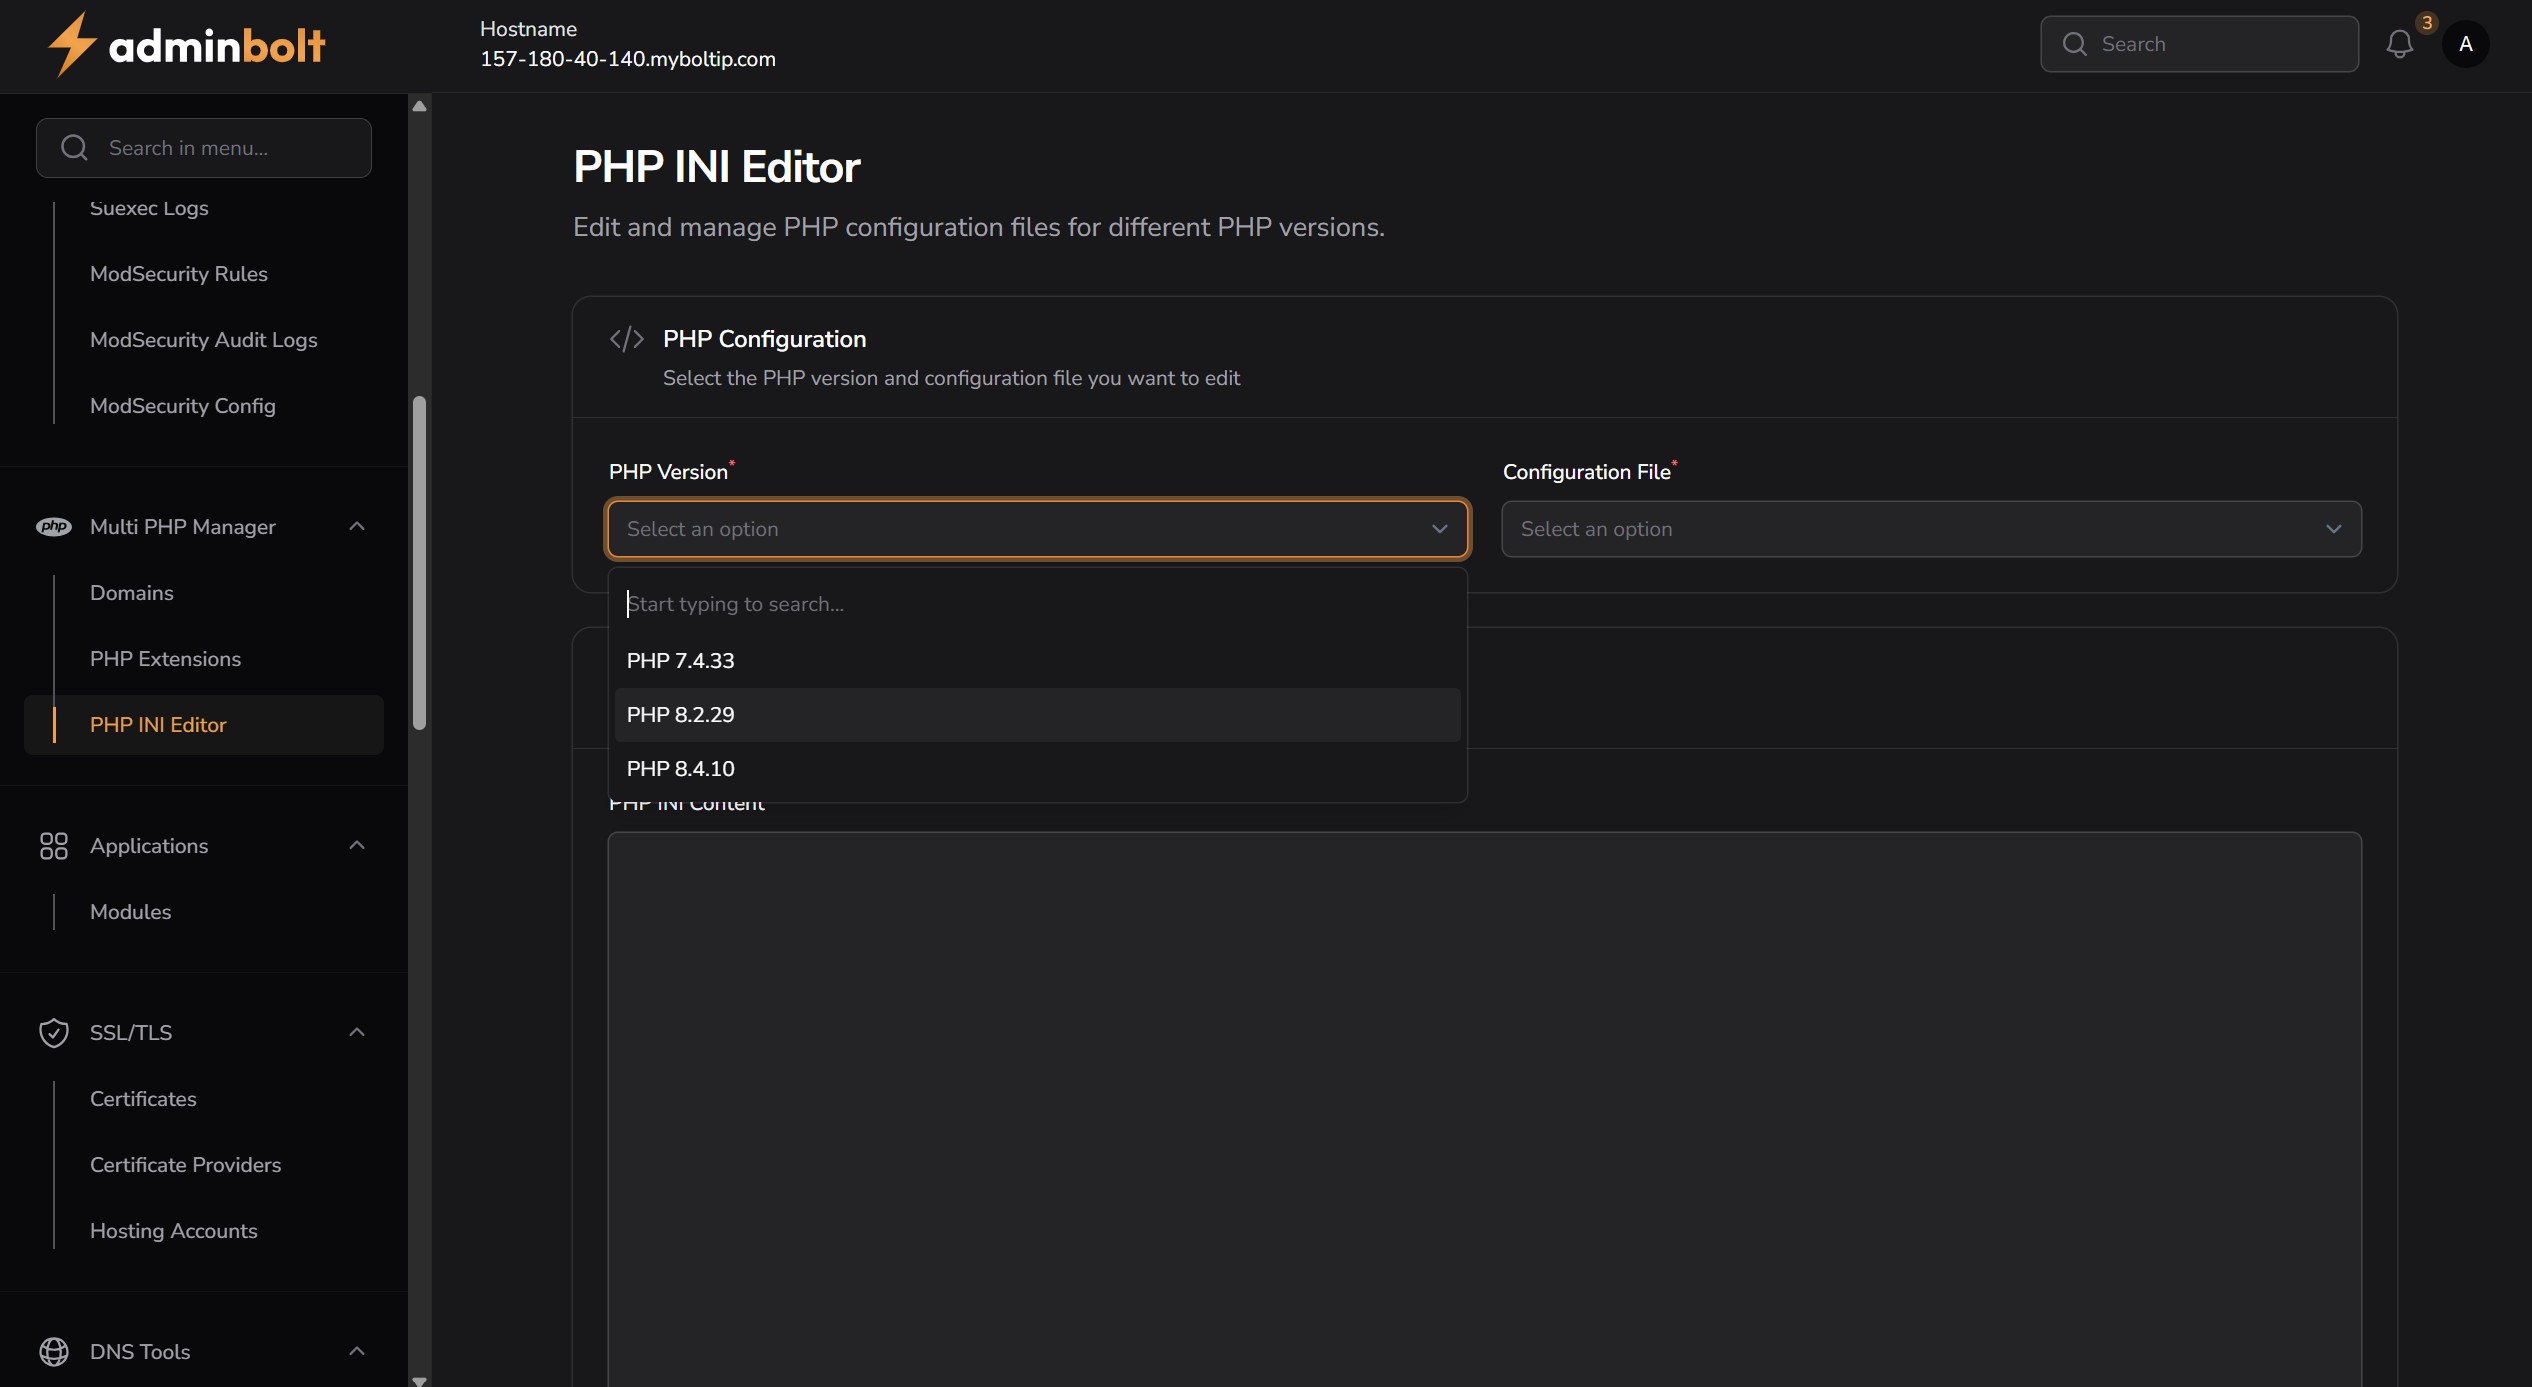 adminbolt
Hostname
157-180-40-140.myboltip.com
Search
3
A
Search in menu...
Suexec Logs
ModSecurity Rules
ModSecurity Audit Logs
ModSecurity Config
php
Multi PHP Manager
Domains
PHP Extensions
PHP INI Editor
Applications
Modules
SSL/TLS
Certificates
Certificate Providers
Hosting Accounts
DNS Tools
PHP INI Editor
Edit and manage PHP configuration files for different PHP versions.
PHP Configuration
Select the PHP version and configuration file you want to edit
PHP Version*
Select an option
Configuration File*
Select an option
Start typing to search...
PHP 7.4.33
PHP 8.2.29
PHP 8.4.10
PHP INI Content